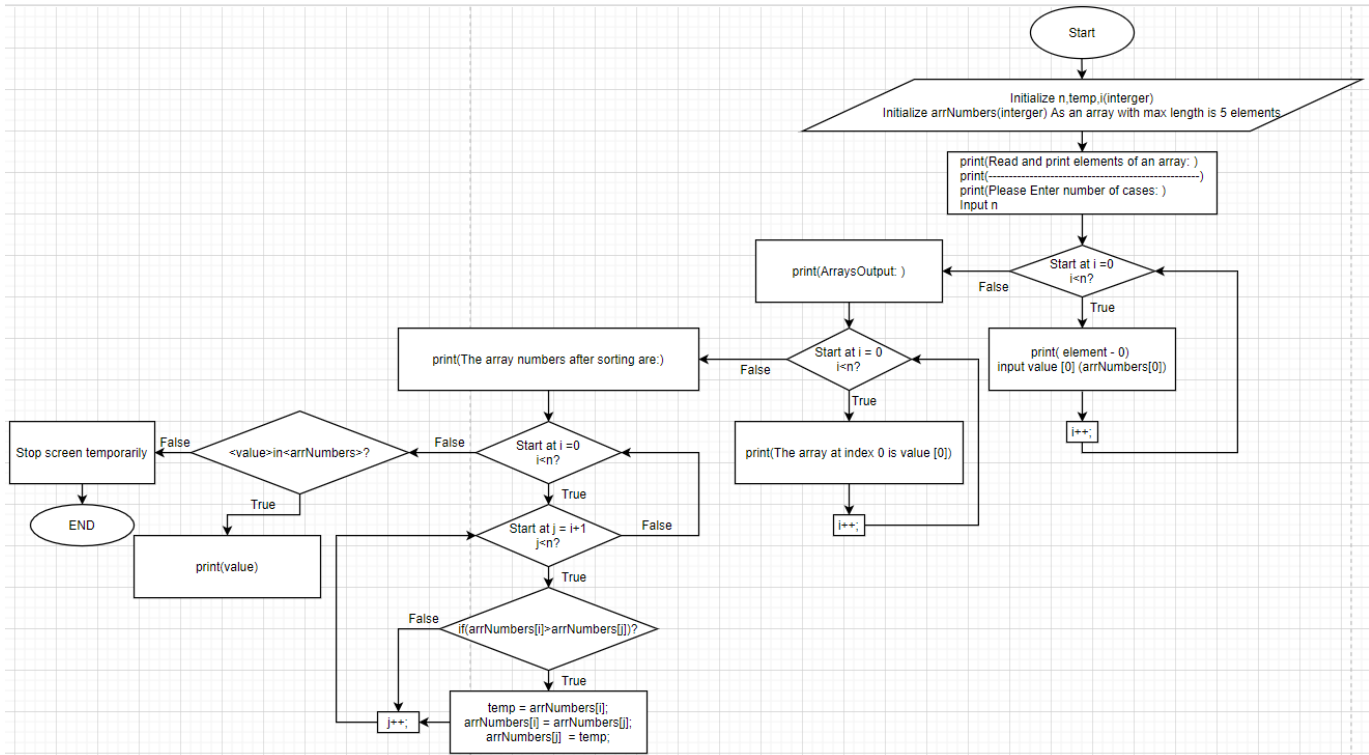 Start
Initialize n,temp,i(interger)
Initialize arrNumbers(interger) As an array with max length is 5 elements
print(Read and print elements of an array: )
print(---------------------------------------------------)
print(Please Enter number of cases: )
Input n
Start at i =0
i<n?
False
True
print( element - 0)
input value [0] (arrNumbers[0])
i++;
print(ArraysOutput: )
Start at i = 0
i<n?
False
True
print(The array at index 0 is value [0])
i++;
print(The array numbers after sorting are:)
Start at i =0
i<n?
False
True
Start at j = i+1
j<n?
False
True
if(arrNumbers[i]>arrNumbers[j])?
False
True
temp = arrNumbers[i];
arrNumbers[i] = arrNumbers[j];
arrNumbers[j]  = temp;
j++;
<value>in<arrNumbers>?
False
True
print(value)
Stop screen temporarily
END